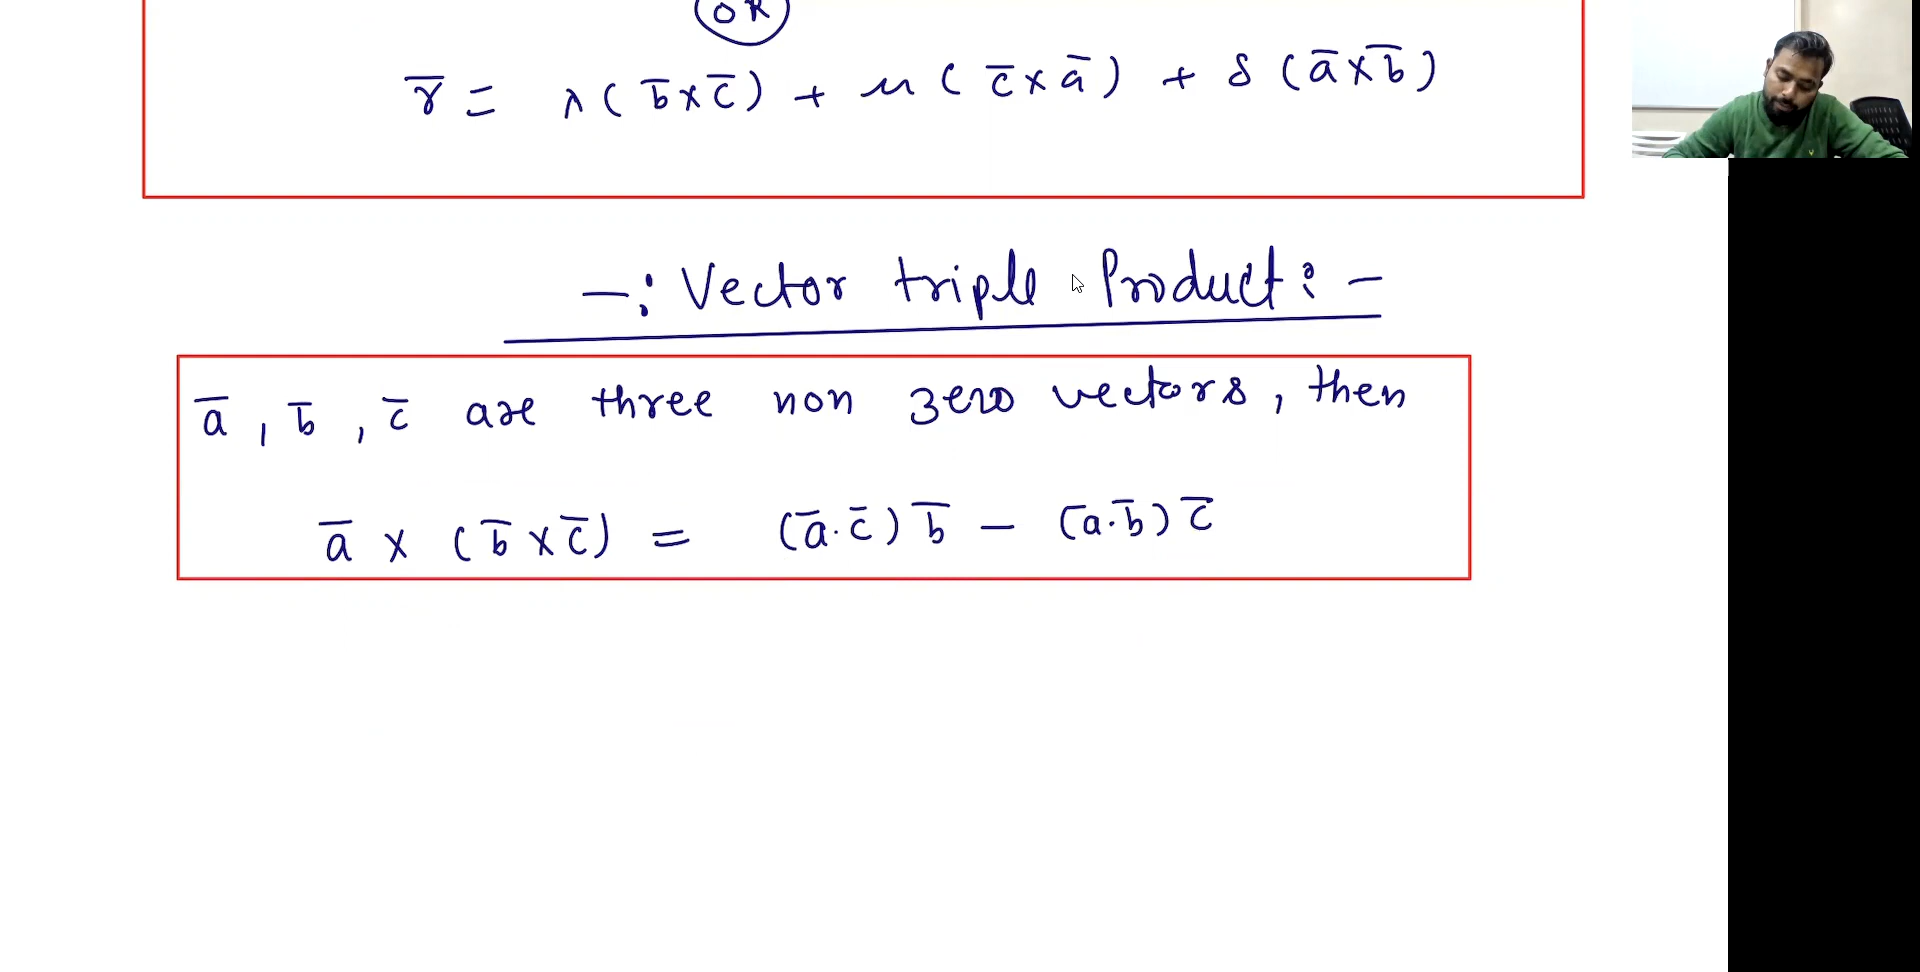 OR
r̅ = λ ( b̅ × c̅ ) + μ ( c̅ × a̅ ) + δ ( a̅ × b̅ )
–: Vector triple Product : –
a̅ , b̅ , c̅ are three non zero vectors , then
a̅ × ( b̅ × c̅ ) = ( a̅ . c̅ ) b̅ – ( a̅ . b̅ ) c̅